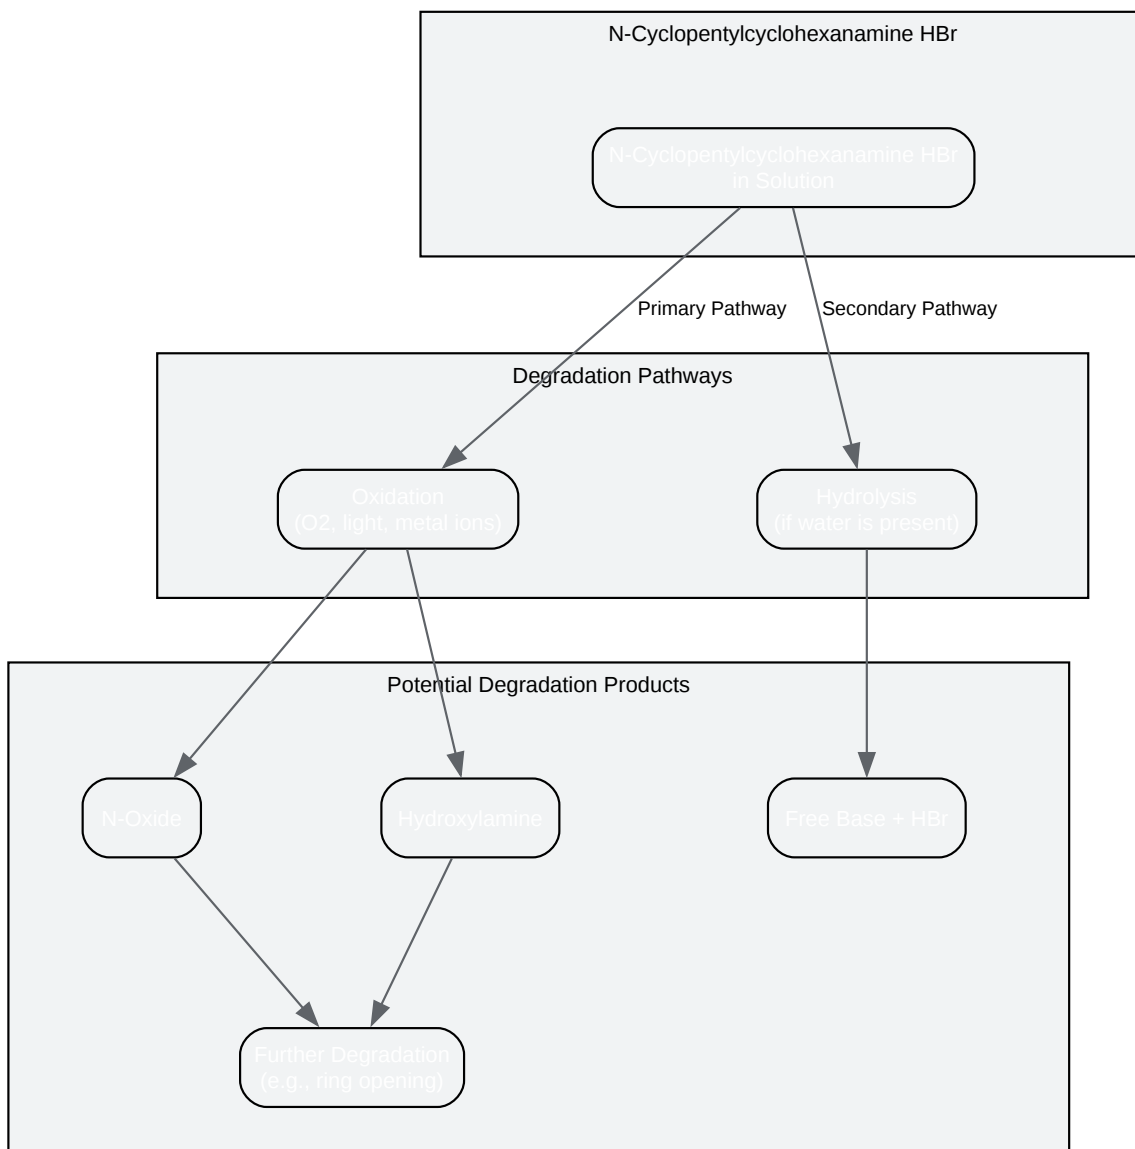 N-Cyclopentylcyclohexanamine HBr
N-Cyclopentylcyclohexanamine HBr
in Solution
Primary Pathway
Secondary Pathway
Degradation Pathways
Oxidation
(O2, light, metal ions)
Hydrolysis
(if water is present)
Potential Degradation Products
N-Oxide
Hydroxylamine
Free Base + HBr
Further Degradation
(e.g., ring opening)